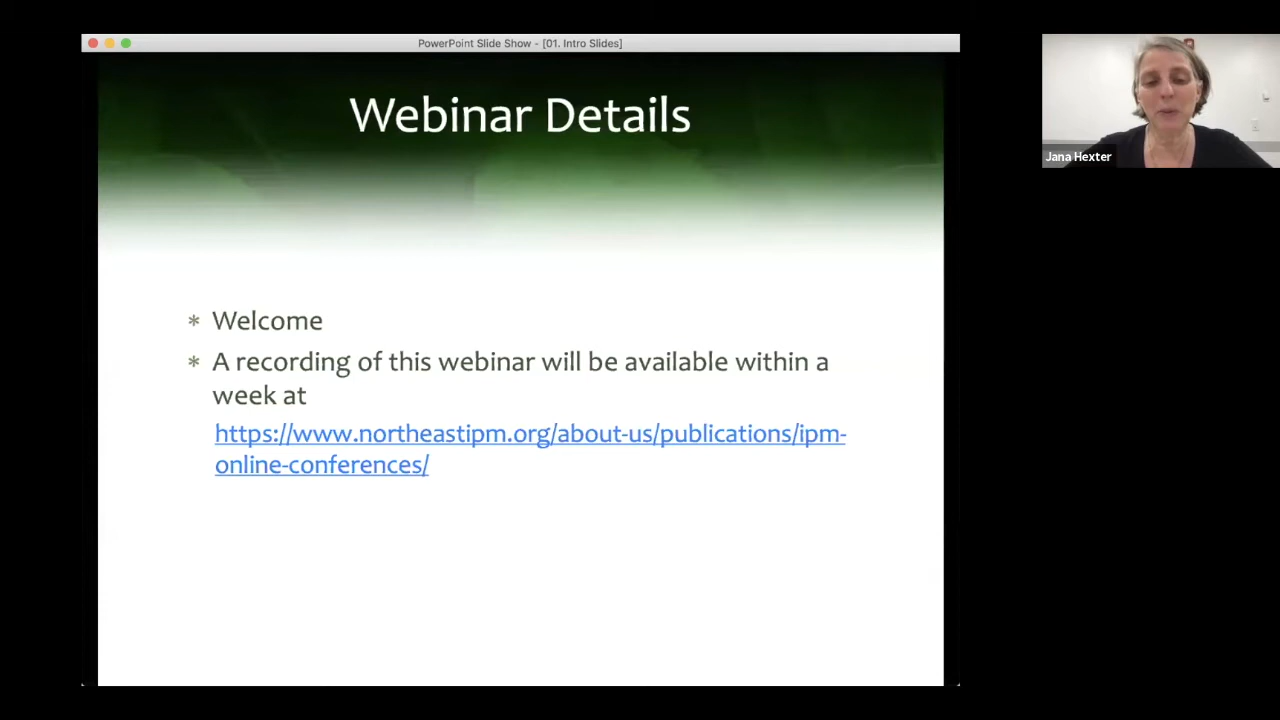 PowerPoint Slide Show - [01. Intro Slides]
Webinar Details
Jana Hexter
* Welcome
* A recording of this webinar will be available within a
week at
https://www.northeastipm.org/about-us/publications/ipm-
online-conferences/